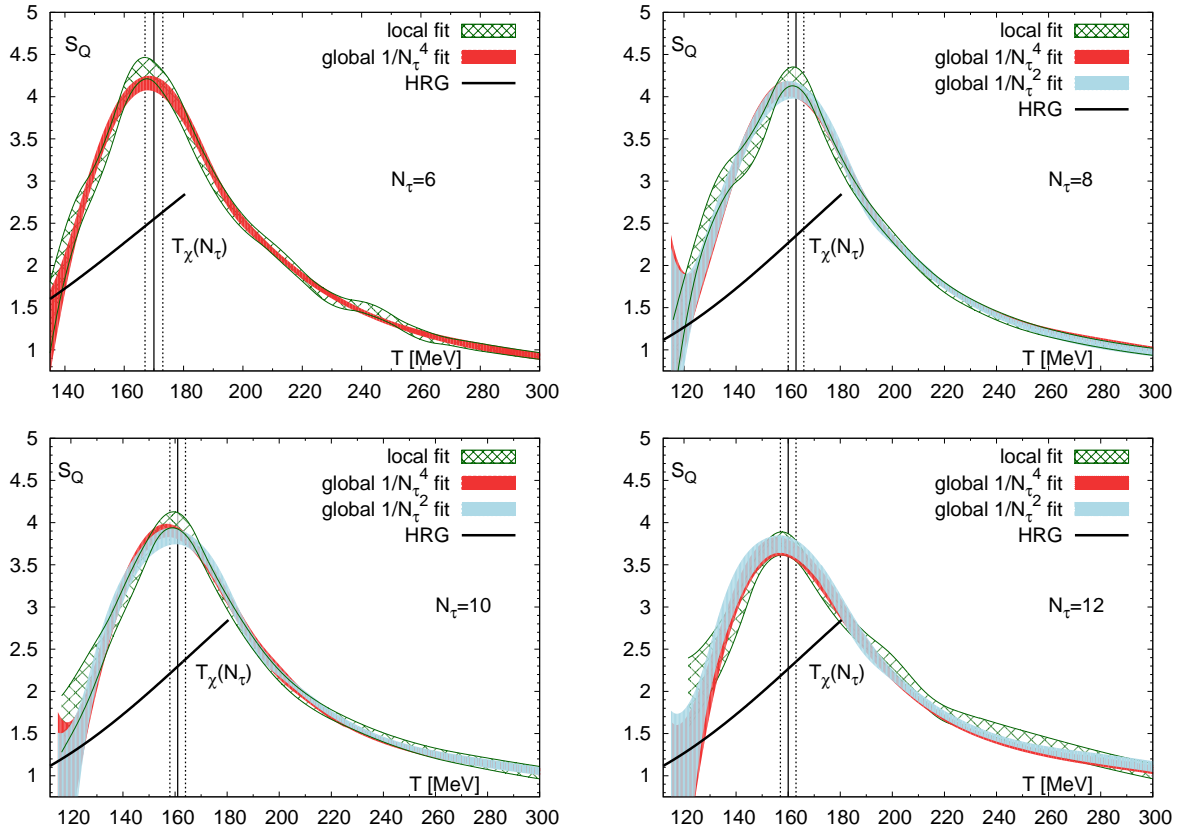 S_Q
local fit
global 1/N_τ^4 fit
HRG
N_τ=6
T_χ(N_τ)
T [MeV]
5
4.5
4
3.5
3
2.5
2
1.5
1
140 160 180 200 220 240 260 280 300
S_Q
local fit
global 1/N_τ^4 fit
global 1/N_τ^2 fit
HRG
N_τ=8
T_χ(N_τ)
T [MeV]
5
4.5
4
3.5
3
2.5
2
1.5
1
120 140 160 180 200 220 240 260 280 300
S_Q
local fit
global 1/N_τ^4 fit
global 1/N_τ^2 fit
HRG
N_τ=10
T_χ(N_τ)
T [MeV]
5
4.5
4
3.5
3
2.5
2
1.5
1
120 140 160 180 200 220 240 260 280 300
S_Q
local fit
global 1/N_τ^4 fit
global 1/N_τ^2 fit
HRG
N_τ=12
T_χ(N_τ)
T [MeV]
5
4.5
4
3.5
3
2.5
2
1.5
1
120 140 160 180 200 220 240 260 280 300